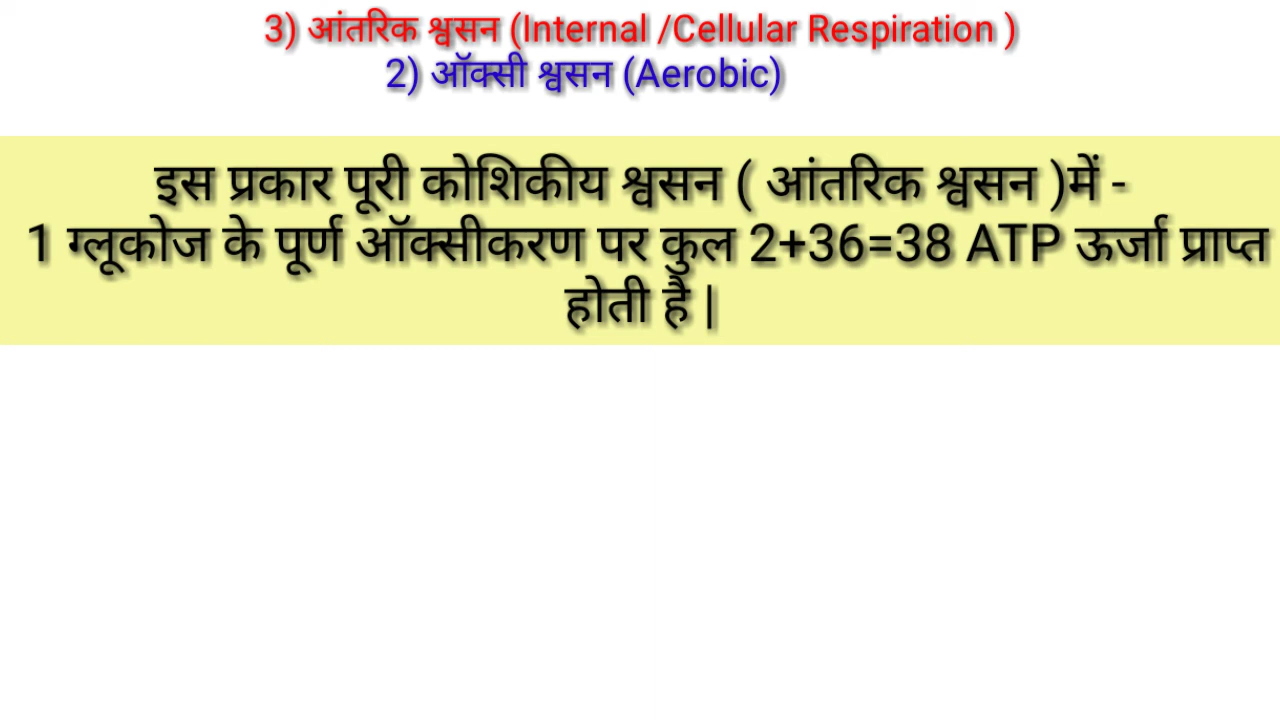 3) आंतरिक श्वसन (Internal /Cellular Respiration )
2) ऑक्सी श्वसन (Aerobic)
इस प्रकार पूरी कोशिकीय श्वसन ( आंतरिक श्वसन )में -
1 ग्लूकोज के पूर्ण ऑक्सीकरण पर कुल 2+36=38 ATP ऊर्जा प्राप्त
होती है |